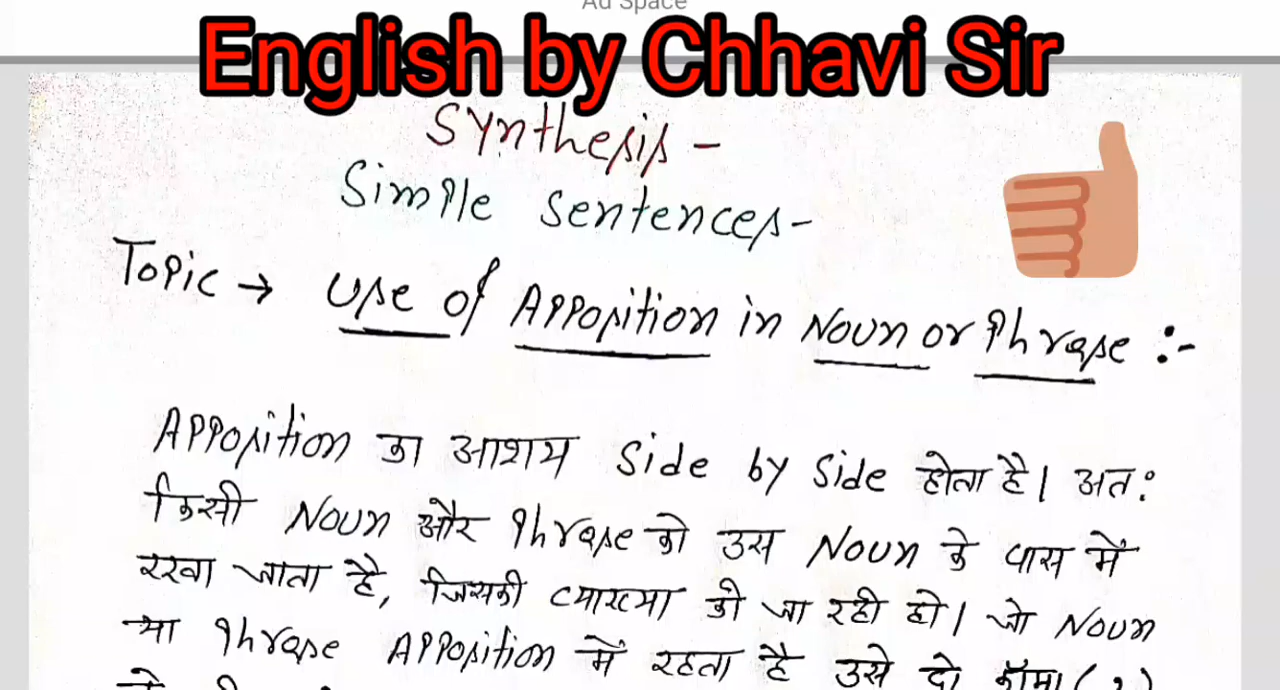 Ad Space
English by Chhavi Sir
Synthesis -
Simple Sentences-
Topic → Use of Apposition in Noun or Phrase :-
Apposition का आशय Side by Side होता है। अतः
किसी Noun और Phrase को उस Noun के पास में
रखा जाता है, जिसकी व्याख्या की जा रही हो। जो Noun
या Phrase Apposition में रहता है उसे दो कॉमा ( , )